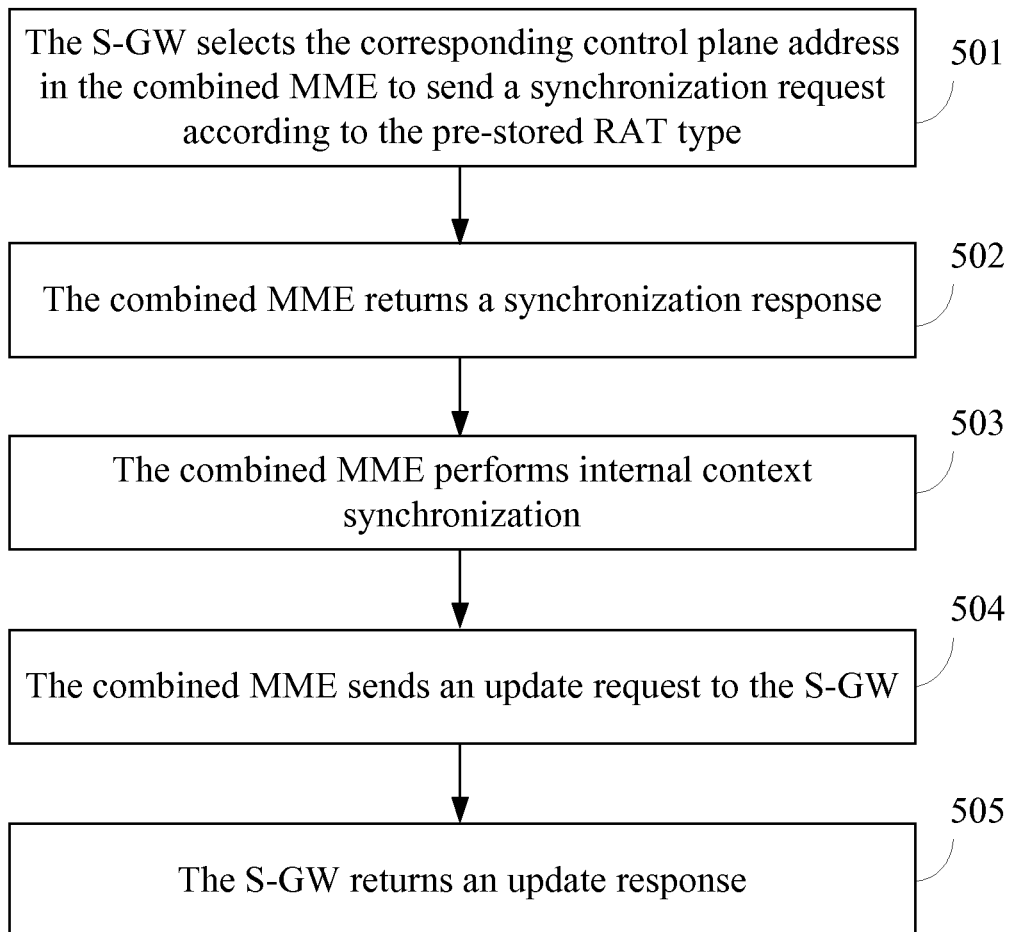 The S-GW selects the corresponding control plane address
in the combined MME to send a synchronization request
according to the pre-stored RAT type
501
The combined MME returns a synchronization response
502
The combined MME performs internal context
synchronization
503
The combined MME sends an update request to the S-GW
504
The S-GW returns an update response
505